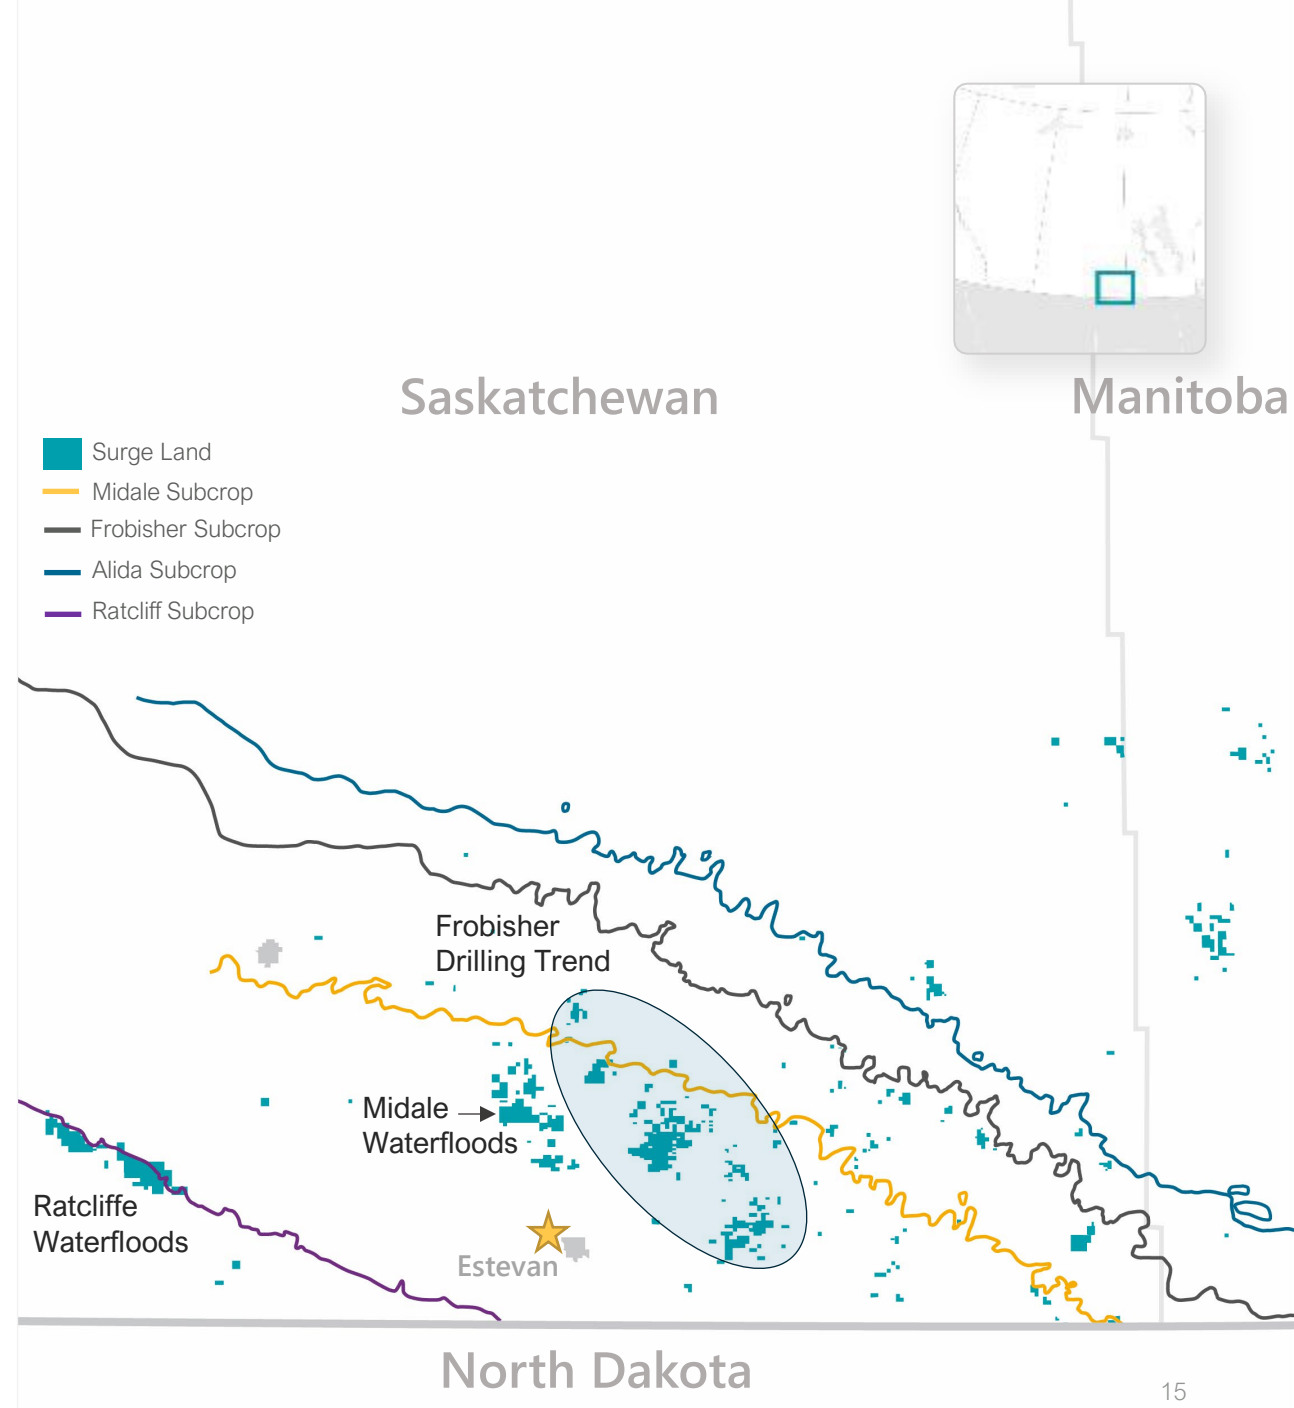 Saskatchewan
Manitoba
Surge Land
Midale Subcrop
Frobisher Subcrop
Alida Subcrop
Ratcliff Subcrop
Frobisher
Drilling Trend
Midale
Waterfloods
Ratcliffe
Waterfloods
Estevan
North Dakota
15